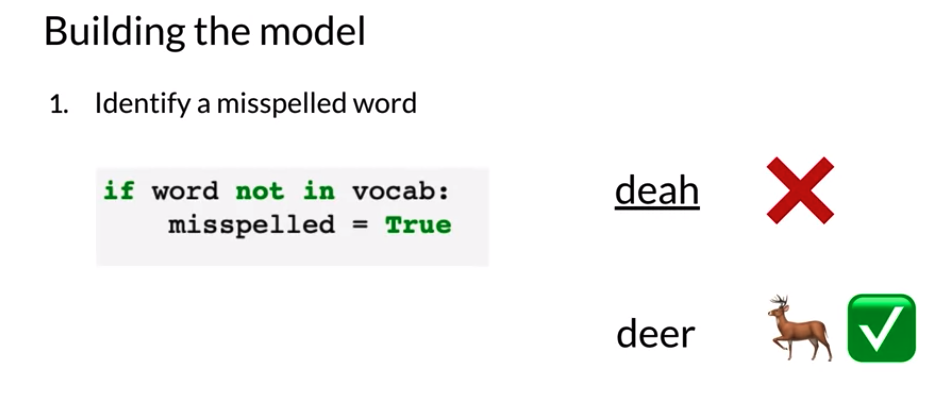 Building the model
1. Identify a misspelled word
if word not in vocab:
misspelled = True
deah
deer